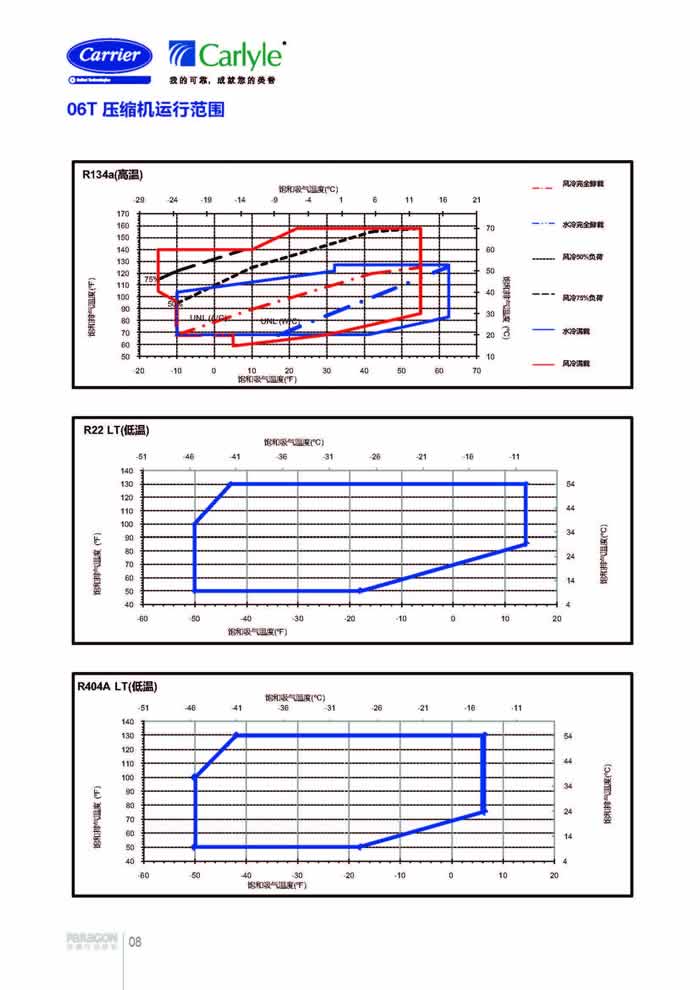 Carrier
United Technologies
Carlyle
我的可靠，成就您的美誉
06T 压缩机运行范围
R134a(高温)
饱和吸气温度(°C)
-29 -24 -19 -14 -9 -4 1 6 11 16 21
170
160
150
140
130
120
110
100
90
80
70
60
50
饱和排气温度(°F)
75%
50%
UNL (A/C)
UNL (W/C)
70
60
50
40
30
20
10
饱和排气温度 (°C)
-20 -10 0 10 20 30 40 50 60 70
饱和吸气温度(°F)
风冷完全卸载
水冷完全卸载
风冷50%负荷
风冷75%负荷
水冷满载
风冷满载
R22 LT(低温)
饱和吸气温度(°C)
-51 -46 -41 -36 -31 -26 -21 -16 -11
140
130
120
110
100
90
80
70
60
50
40
饱和排气温度 (°F)
54
44
34
24
14
4
饱和排气温度(°C)
-60 -50 -40 -30 -20 -10 0 10 20
饱和吸气温度(°F)
R404A LT(低温)
饱和吸气温度(°C)
-51 -46 -41 -36 -31 -26 -21 -16 -11
140
130
120
110
100
90
80
70
60
50
40
饱和排气温度 (°F)
54
44
34
24
14
4
饱和排气温度(°C)
-60 -50 -40 -30 -20 -10 0 10 20
饱和吸气温度(°F)
PARAGON
08